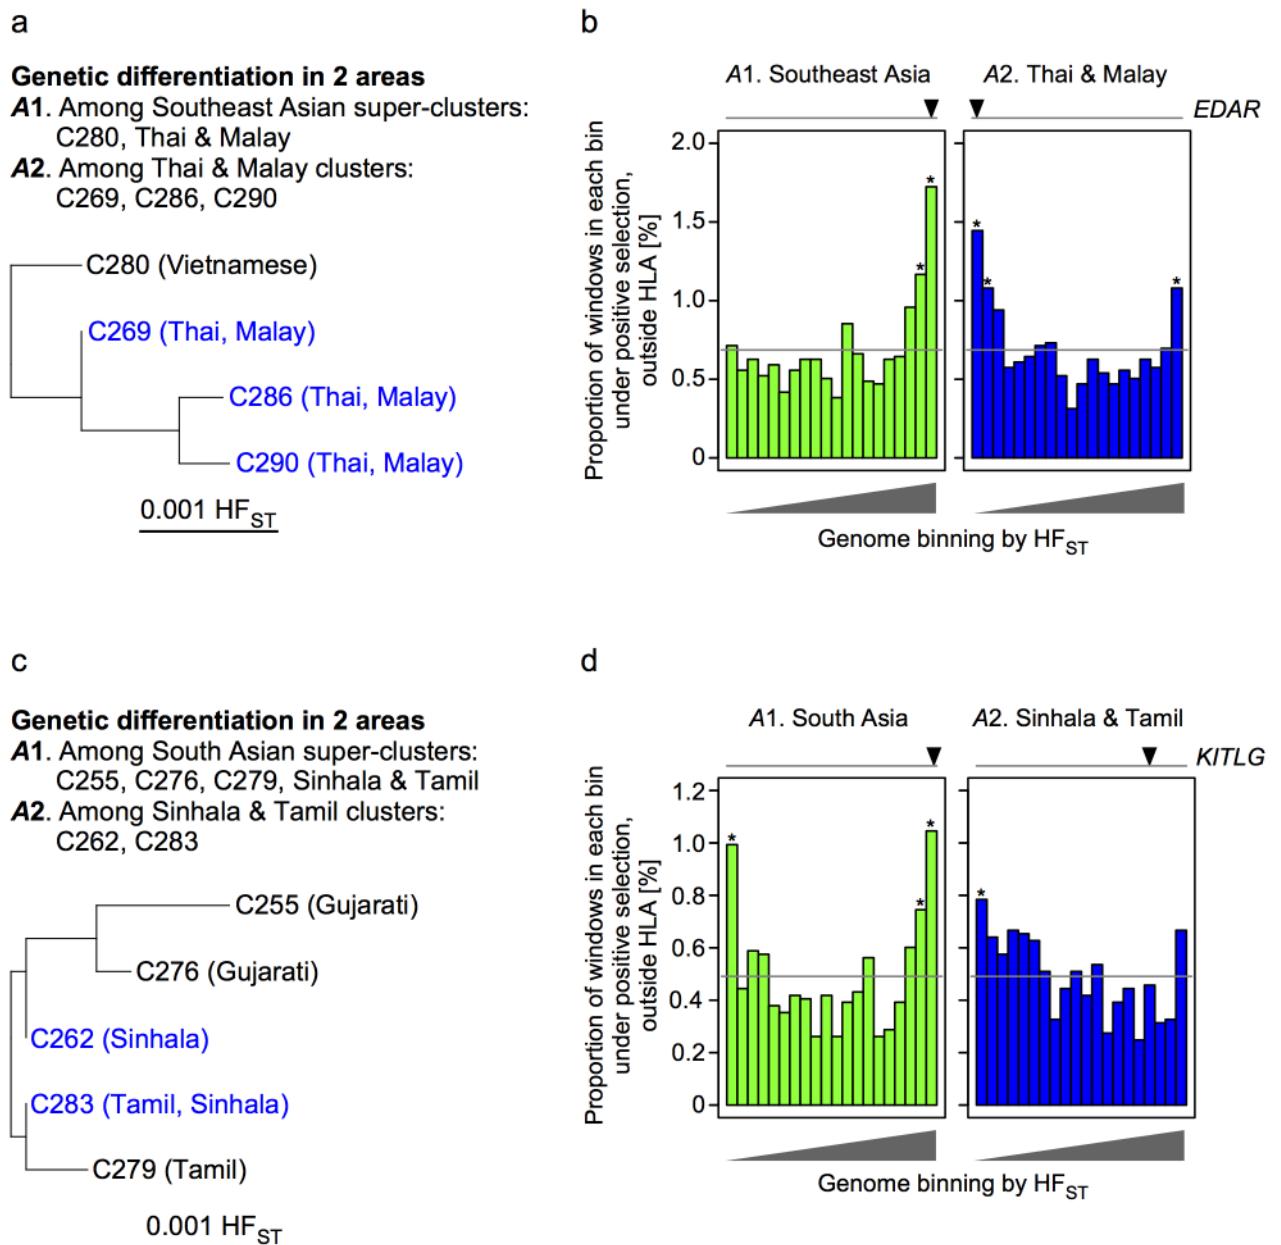 a
Genetic differentiation in 2 areas
A1. Among Southeast Asian super-clusters:
C280, Thai & Malay
A2. Among Thai & Malay clusters:
C269, C286, C290
C280 (Vietnamese)
C269 (Thai, Malay)
C286 (Thai, Malay)
C290 (Thai, Malay)
0.001 HFST
b
A1. Southeast Asia
A2. Thai & Malay
EDAR
Proportion of windows in each bin
under positive selection,
outside HLA [%]
2.0
1.5
1.0
0.5
0
*
*
*
*
*
Genome binning by HFST
c
Genetic differentiation in 2 areas
A1. Among South Asian super-clusters:
C255, C276, C279, Sinhala & Tamil
A2. Among Sinhala & Tamil clusters:
C262, C283
C255 (Gujarati)
C276 (Gujarati)
C262 (Sinhala)
C283 (Tamil, Sinhala)
C279 (Tamil)
0.001 HFST
d
A1. South Asia
A2. Sinhala & Tamil
KITLG
Proportion of windows in each bin
under positive selection,
outside HLA [%]
1.2
1.0
0.8
0.6
0.4
0.2
0
*
*
*
*
Genome binning by HFST